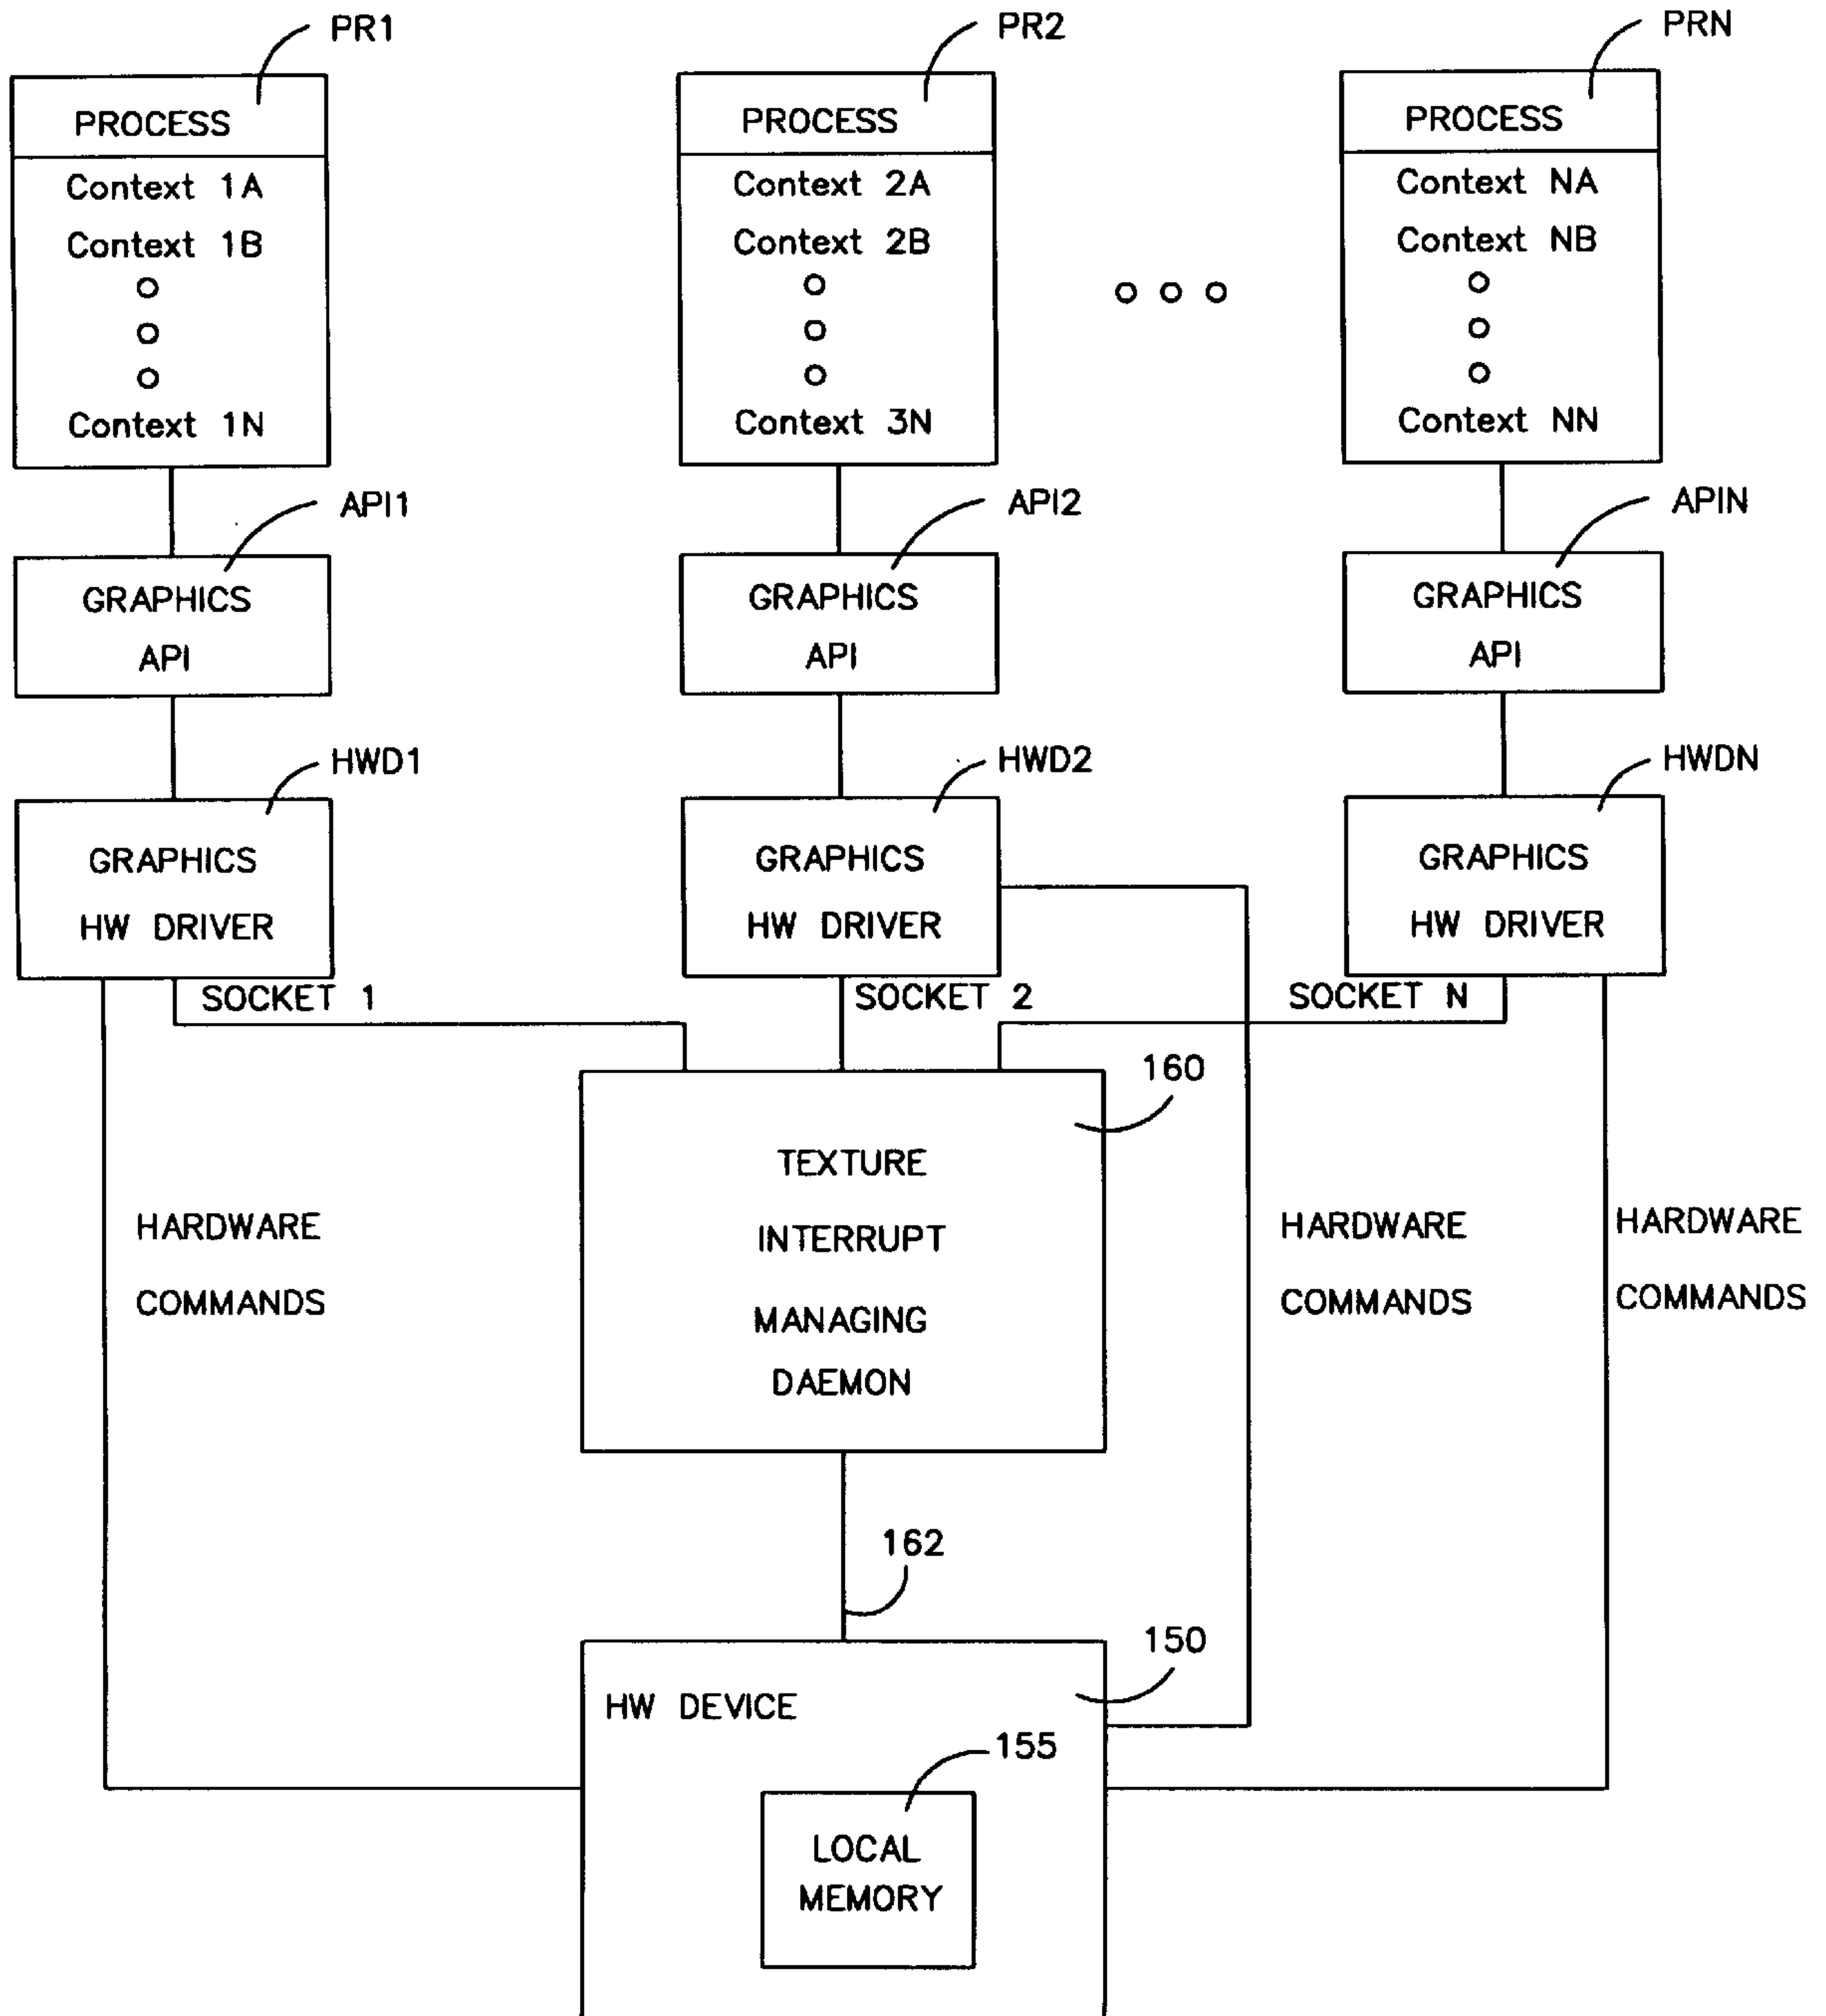 PR1
PR2
PRN
PROCESS
Context 1A
Context 1B
Context 1N
PROCESS
Context 2A
Context 2B
Context 3N
PROCESS
Context NA
Context NB
Context NN
API1
API2
APIN
GRAPHICS
API
GRAPHICS
API
GRAPHICS
API
HWD1
HWD2
HWDN
GRAPHICS
HW DRIVER
GRAPHICS
HW DRIVER
GRAPHICS
HW DRIVER
SOCKET 1
SOCKET 2
SOCKET N
160
TEXTURE
INTERRUPT
MANAGING
DAEMON
HARDWARE
COMMANDS
HARDWARE
COMMANDS
HARDWARE
COMMANDS
162
150
HW DEVICE
155
LOCAL
MEMORY